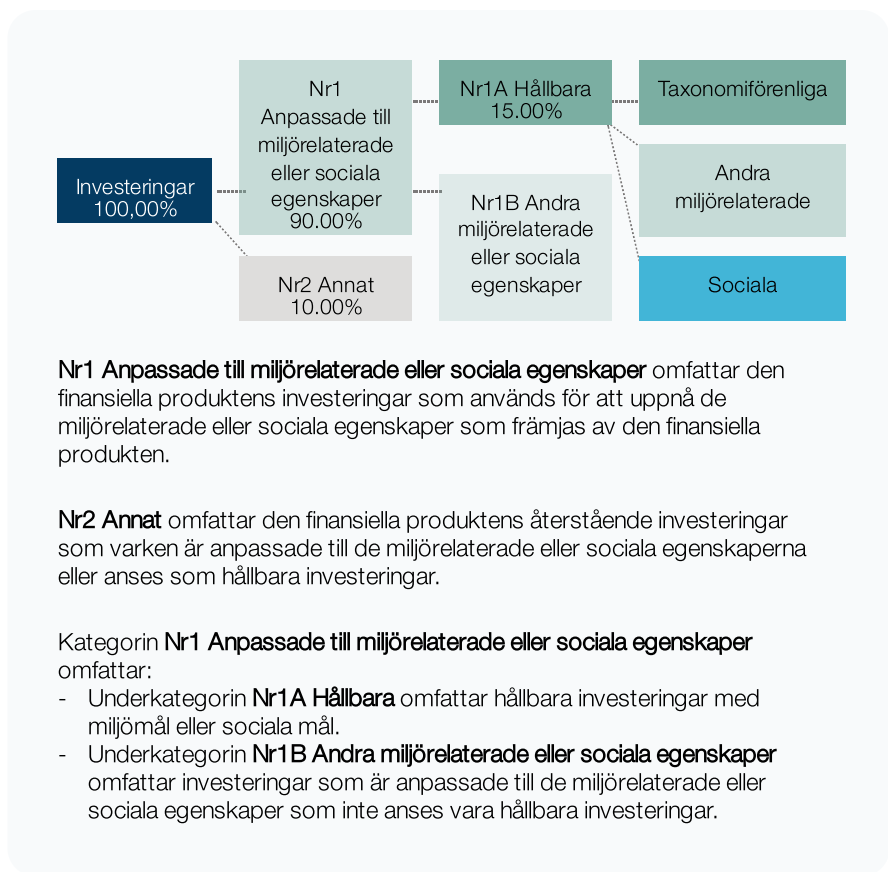 Investeringar
100,00%
Nr1
Anpassade till
miljörelaterade
eller sociala
egenskaper
90.00%
Nr2 Annat
10.00%
Nr1A Hållbara
15.00%
Nr1B Andra
miljörelaterade
eller sociala
egenskaper
Taxonomiförenliga
Andra
miljörelaterade
Sociala
Nr1 Anpassade till miljörelaterade eller sociala egenskaper omfattar den
finansiella produktens investeringar som används för att uppnå de
miljörelaterade eller sociala egenskaper som främjas av den finansiella
produkten.
Nr2 Annat omfattar den finansiella produktens återstående investeringar
som varken är anpassade till de miljörelaterade eller sociala egenskaperna
eller anses som hållbara investeringar.
Kategorin Nr1 Anpassade till miljörelaterade eller sociala egenskaper
omfattar:
- Underkategorin Nr1A Hållbara omfattar hållbara investeringar med
miljömål eller sociala mål.
- Underkategorin Nr1B Andra miljörelaterade eller sociala egenskaper
omfattar investeringar som är anpassade till de miljörelaterade eller
sociala egenskaper som inte anses vara hållbara investeringar.